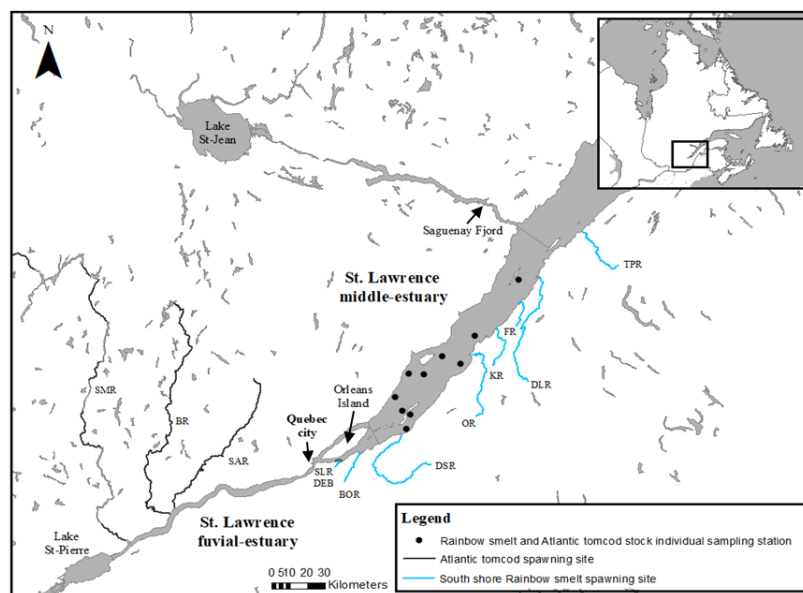 N
Lake
St-Jean
Saguenay Fjord
TPR
St. Lawrence
middle-estuary
FR
KR
DLR
SMR
BR
Orleans
Island
OR
Quebec
city
SAR
SLR
DEB
DSR
BOR
St. Lawrence
fuvial-estuary
Lake
St-Pierre
0 510 20 30
Kilometers
Legend
Rainbow smelt and Atlantic tomcod stock individual sampling station
Atlantic tomcod spawning site
South shore Rainbow smelt spawning site